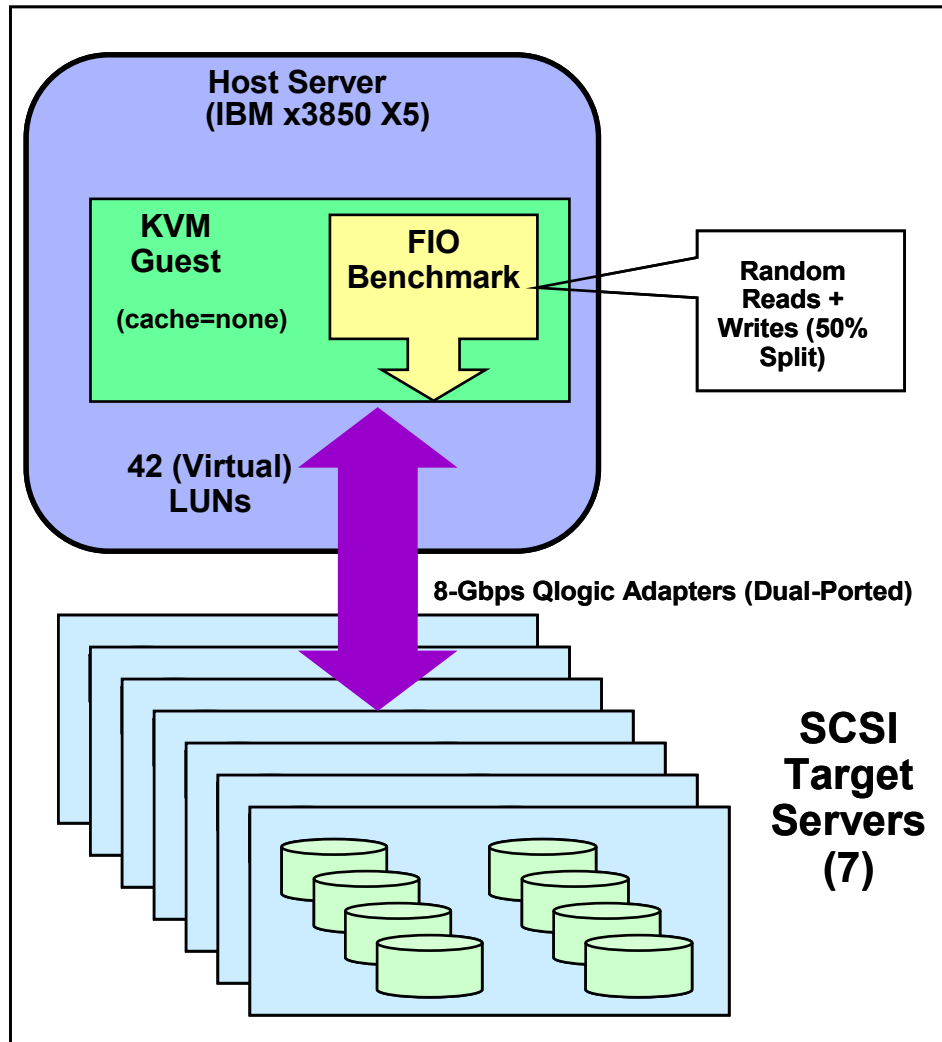 Host Server
(IBM x3850 X5)
KVM
Guest
(cache=none)
FIO
Benchmark
Random
Reads +
Writes (50%
Split)
42 (Virtual)
LUNs
8-Gbps Qlogic Adapters (Dual-Ported)
SCSI
Target
Servers
(7)